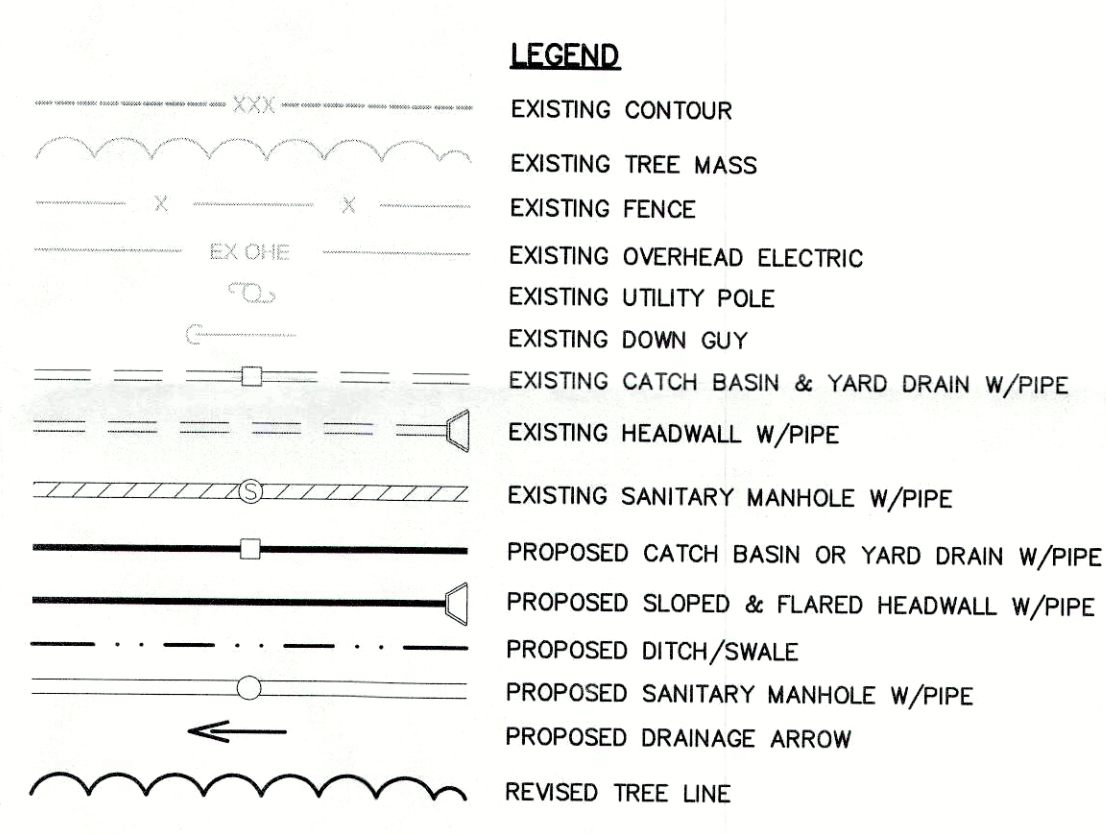 LEGEND
XXX EXISTING CONTOUR
EXISTING TREE MASS
X X EXISTING FENCE
EX OHE EXISTING OVERHEAD ELECTRIC
EXISTING UTILITY POLE
EXISTING DOWN GUY
EXISTING CATCH BASIN & YARD DRAIN W/PIPE
EXISTING HEADWALL W/PIPE
S EXISTING SANITARY MANHOLE W/PIPE
PROPOSED CATCH BASIN OR YARD DRAIN W/PIPE
PROPOSED SLOPED & FLARED HEADWALL W/PIPE
PROPOSED DITCH/SWALE
PROPOSED SANITARY MANHOLE W/PIPE
PROPOSED DRAINAGE ARROW
REVISED TREE LINE